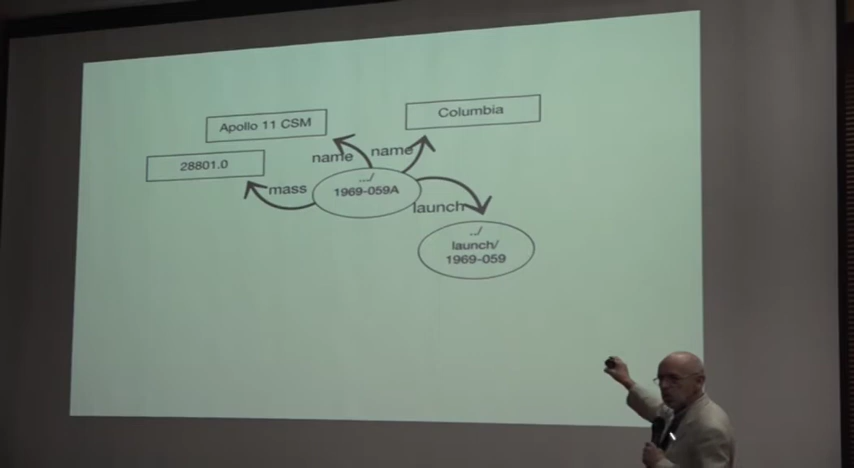 Apollo 11 CSM
Columbia
28801.0
name
name
mass
../
1969-059A
launch
../
launch/
1969-059